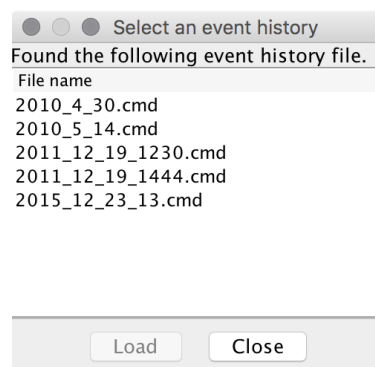 Select an event history
Found the following event history file.
File name
2010_4_30.cmd
2010_5_14.cmd
2011_12_19_1230.cmd
2011_12_19_1444.cmd
2015_12_23_13.cmd
Load Close